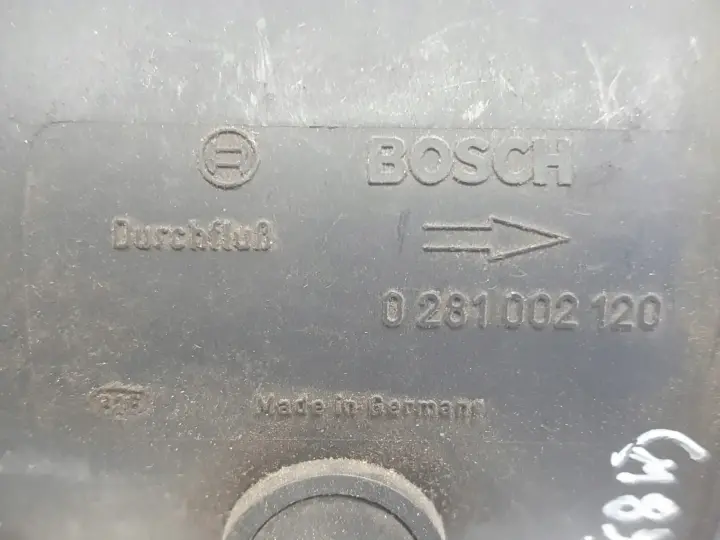 BOSCH
Durchfluß
0 281 002 120
Made in Germany